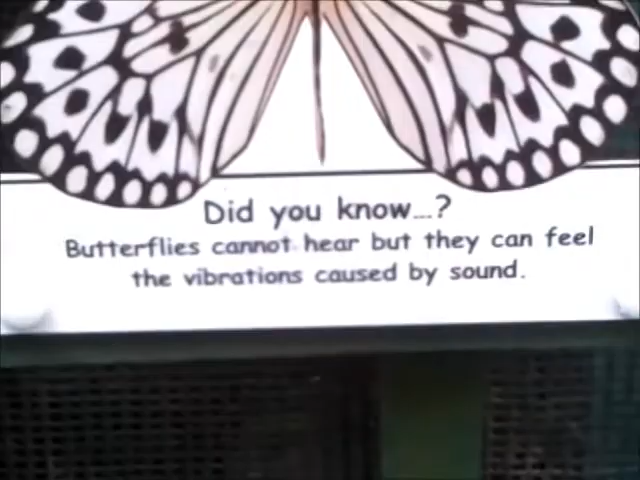 Did you know...?
Butterflies cannot hear but they can feel
the vibrations caused by sound.